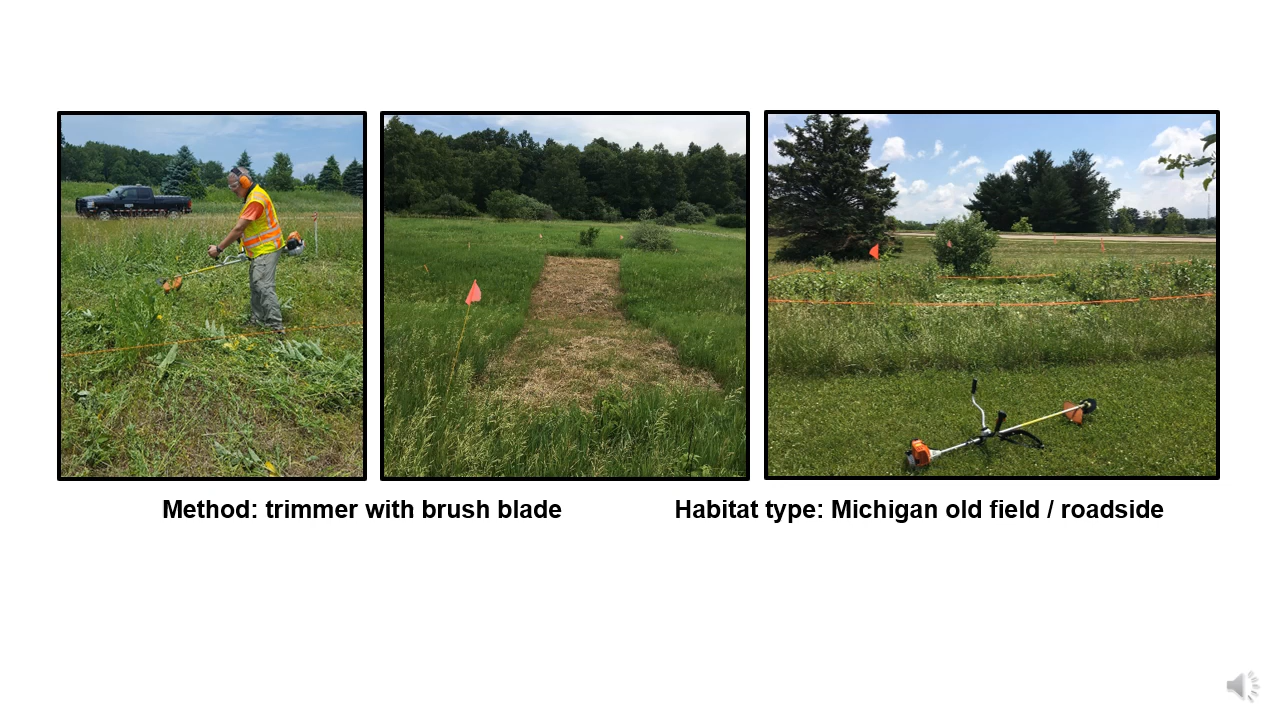 Method: trimmer with brush blade
Habitat type: Michigan old field / roadside